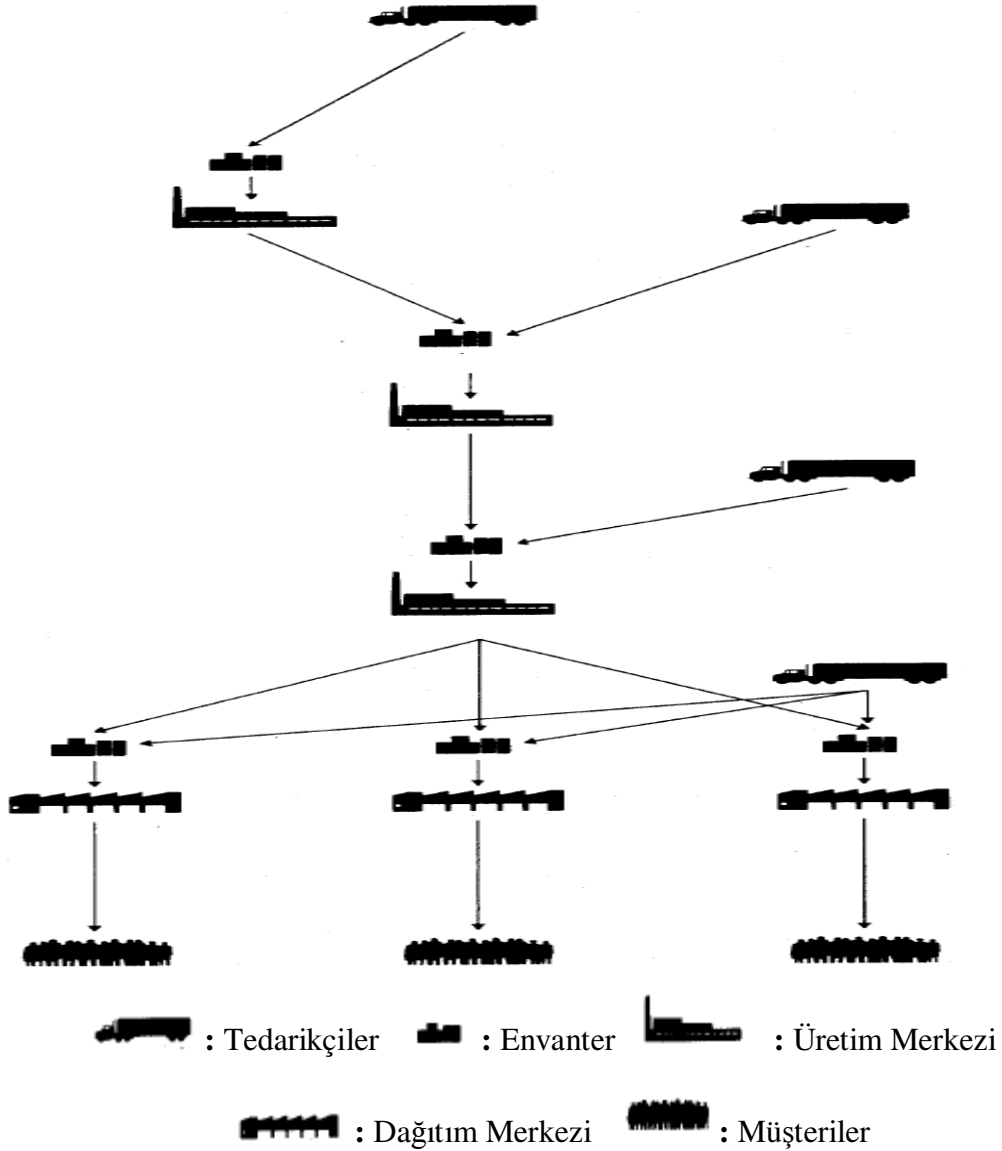 : Tedarikçiler : Envanter : Üretim Merkezi
: Dağıtım Merkezi : Müşteriler